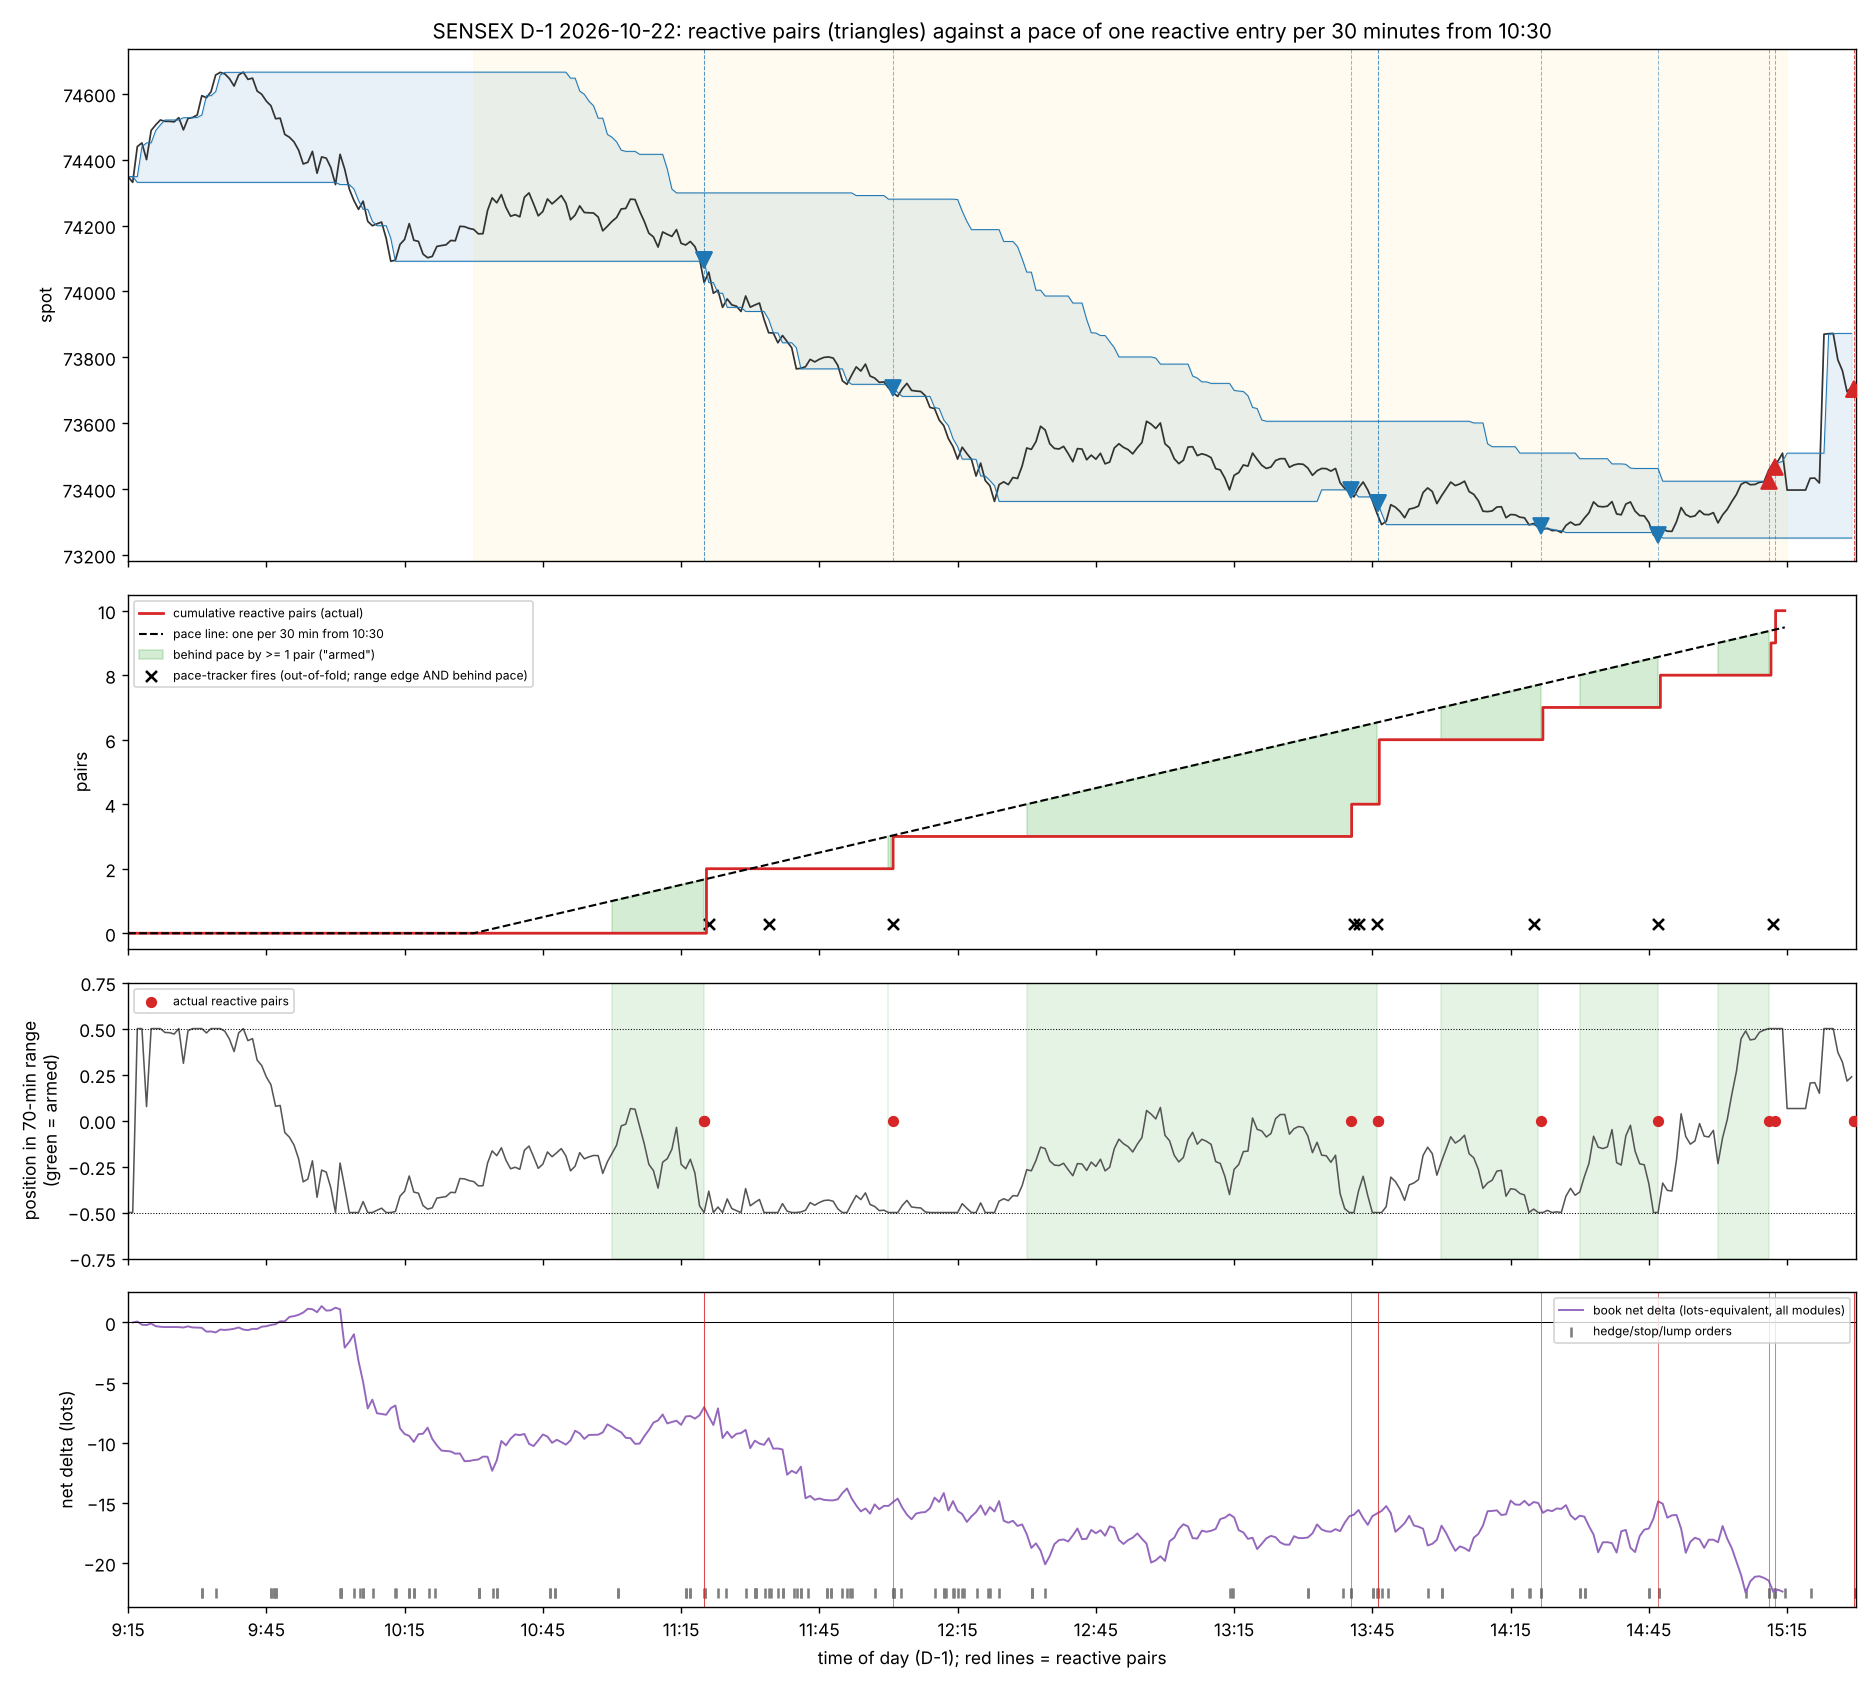 SENSEX D-1 2026-10-22: reactive pairs (triangles) against a pace of one reactive entry per 30 minutes from 10:30
74600
74400
74200
74000
73800
73600
73400
73200
spot
cumulative reactive pairs (actual)
pace line: one per 30 min from 10:30
behind pace by >= 1 pair ("armed")
pace-tracker fires (out-of-fold; range edge AND behind pace)
10
8
6
4
2
0
pairs
actual reactive pairs
0.75
0.50
0.25
0.00
−0.25
−0.50
−0.75
position in 70-min range
(green = armed)
book net delta (lots-equivalent, all modules)
hedge/stop/lump orders
0
−5
−10
−15
−20
net delta (lots)
9:15 9:45 10:15 10:45 11:15 11:45 12:15 12:45 13:15 13:45 14:15 14:45 15:15
time of day (D-1); red lines = reactive pairs